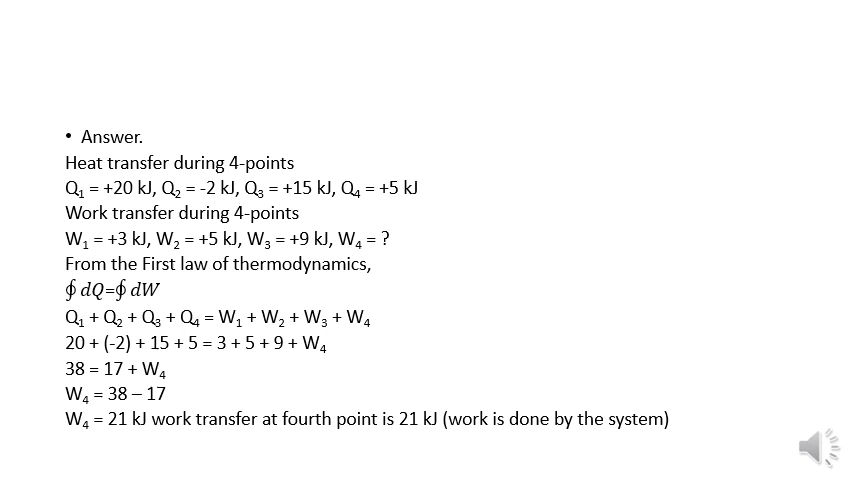 • Answer.
Heat transfer during 4-points
Q₁ = +20 kJ, Q₂ = -2 kJ, Q₃ = +15 kJ, Q₄ = +5 kJ
Work transfer during 4-points
W₁ = +3 kJ, W₂ = +5 kJ, W₃ = +9 kJ, W₄ = ?
From the First law of thermodynamics,
∮ dQ=∮ dW
Q₁ + Q₂ + Q₃ + Q₄ = W₁ + W₂ + W₃ + W₄
20 + (-2) + 15 + 5 = 3 + 5 + 9 + W₄
38 = 17 + W₄
W₄ = 38 – 17
W₄ = 21 kJ work transfer at fourth point is 21 kJ (work is done by the system)